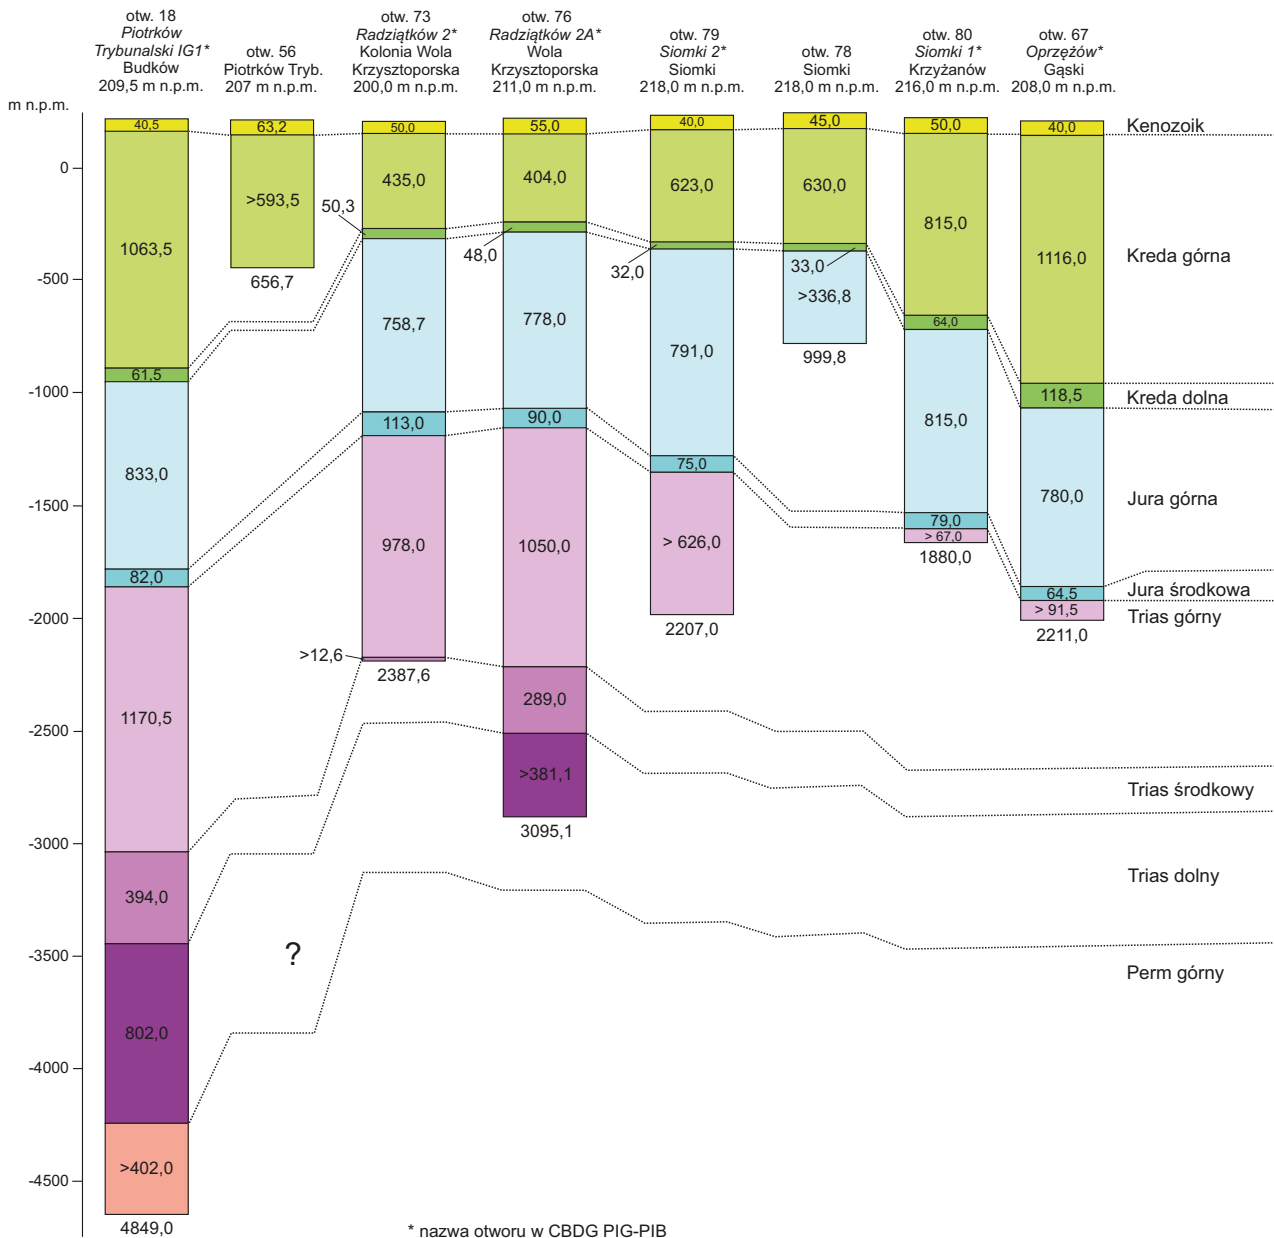 otw. 18
Piotrków
Trybunalski IG1*
Budków
209,5 m n.p.m.
otw. 56
Piotrków Tryb.
207 m n.p.m.
otw. 73
Radziątków 2*
Kolonia Wola
Krzysztoporska
200,0 m n.p.m.
otw. 76
Radziątków 2A*
Wola
Krzysztoporska
211,0 m n.p.m.
otw. 79
Siomki 2*
Siomki
218,0 m n.p.m.
otw. 78
Siomki
218,0 m n.p.m.
otw. 80
Siomki 1*
Krzyżanów
216,0 m n.p.m.
otw. 67
Oprzężów*
Gąski
208,0 m n.p.m.
m n.p.m.
0
-500
-1000
-1500
-2000
-2500
-3000
-3500
-4000
-4500
40,5
1063,5
61,5
833,0
82,0
1170,5
394,0
802,0
>402,0
4849,0
63,2
>593,5
656,7
?
50,0
435,0
50,3
758,7
113,0
978,0
>12,6
2387,6
55,0
404,0
48,0
778,0
90,0
1050,0
289,0
>381,1
3095,1
40,0
623,0
32,0
791,0
75,0
> 626,0
2207,0
45,0
630,0
33,0
>336,8
999,8
50,0
815,0
64,0
815,0
79,0
> 67,0
1880,0
40,0
1116,0
118,5
780,0
64,5
> 91,5
2211,0
Kenozoik
Kreda górna
Kreda dolna
Jura górna
Jura środkowa
Trias górny
Trias środkowy
Trias dolny
Perm górny
* nazwa otworu w CBDG PIG-PIB